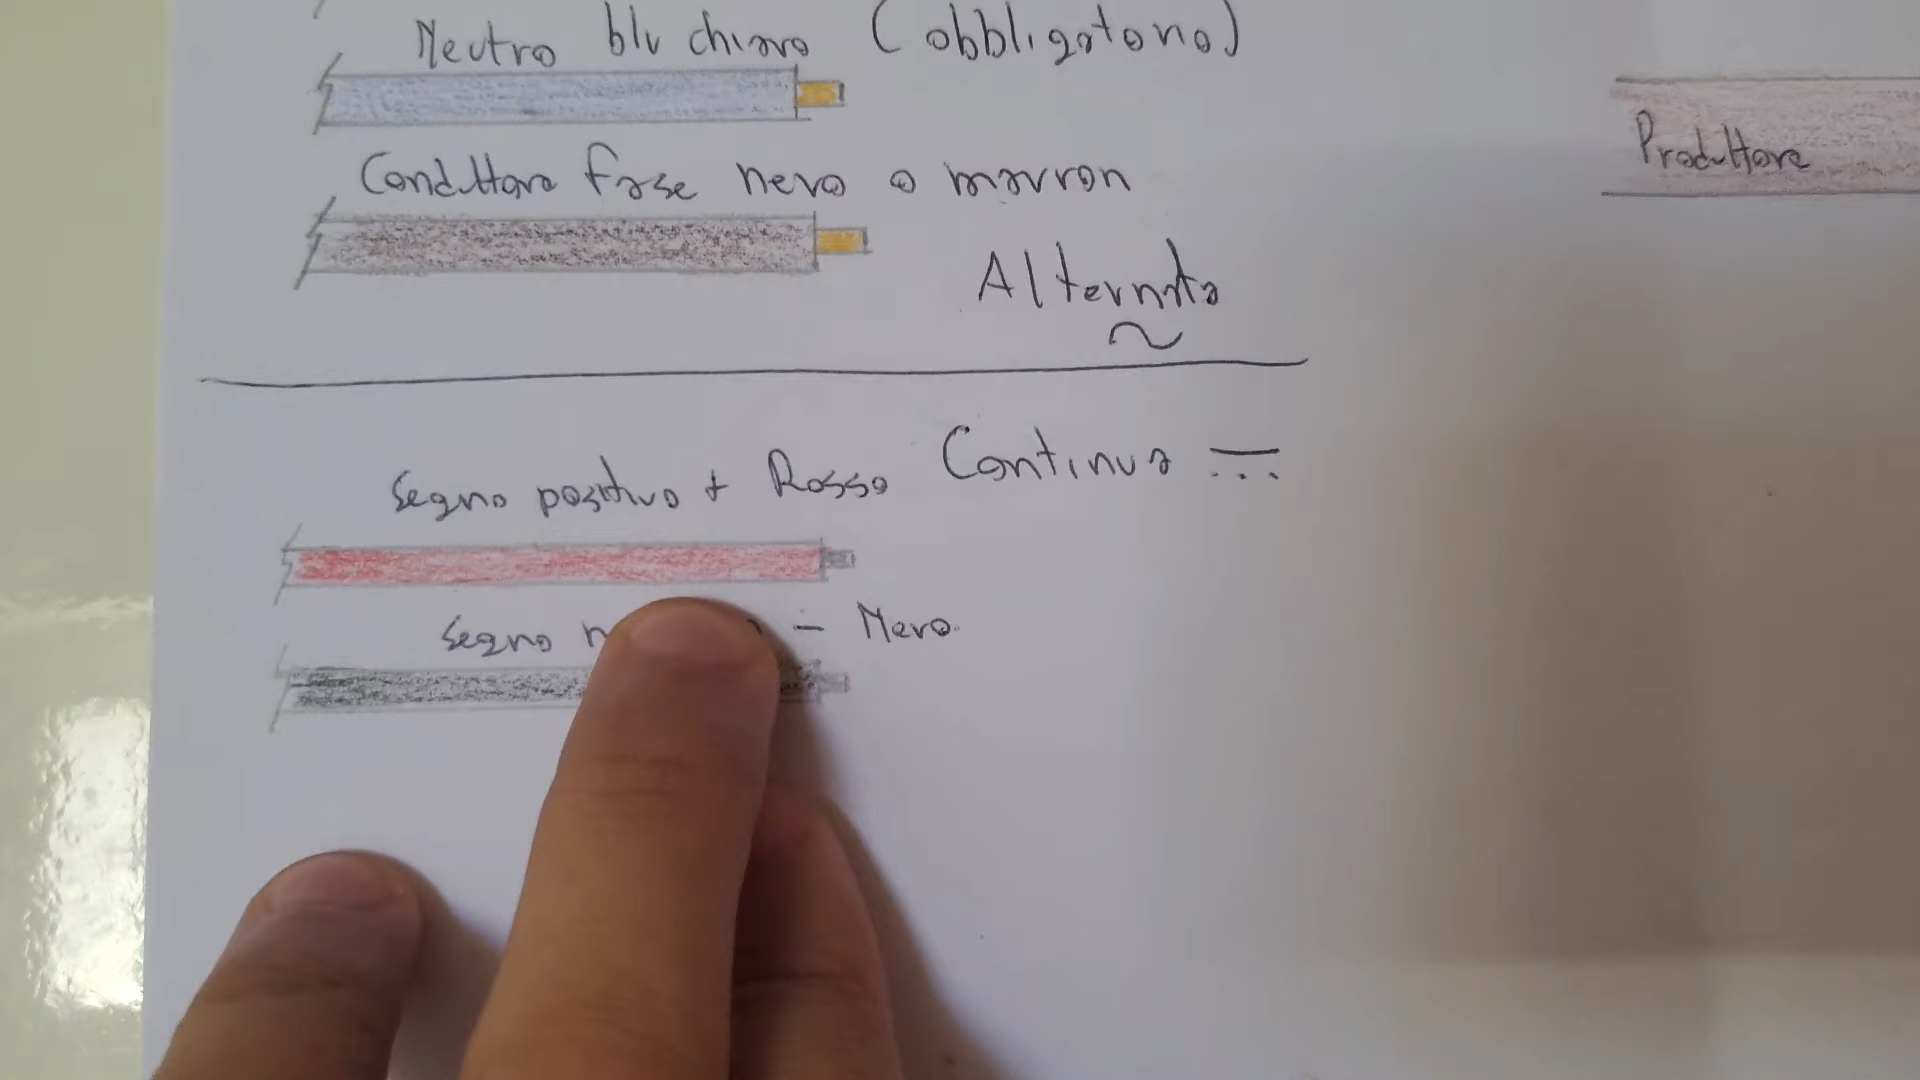 Neutro blu chiaro (obbligatorio)
Conduttore fase nero o marron
Alternata
~
Segno positivo + Rosso
Continua
Segno - Nero
Produttore